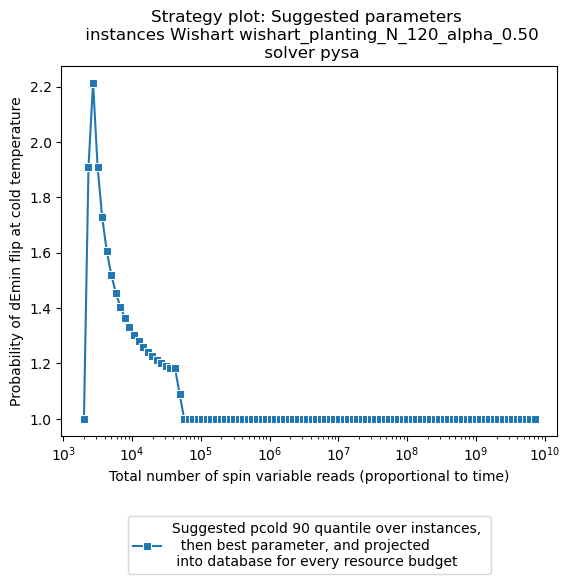 Strategy plot: Suggested parameters
instances Wishart wishart_planting_N_120_alpha_0.50
solver pysa
Probability of dEmin flip at cold temperature
2.2
2.0
1.8
1.6
1.4
1.2
1.0
10³ 10⁴ 10⁵ 10⁶ 10⁷ 10⁸ 10⁹ 10¹⁰
Total number of spin variable reads (proportional to time)
Suggested pcold 90 quantile over instances,
then best parameter, and projected
into database for every resource budget